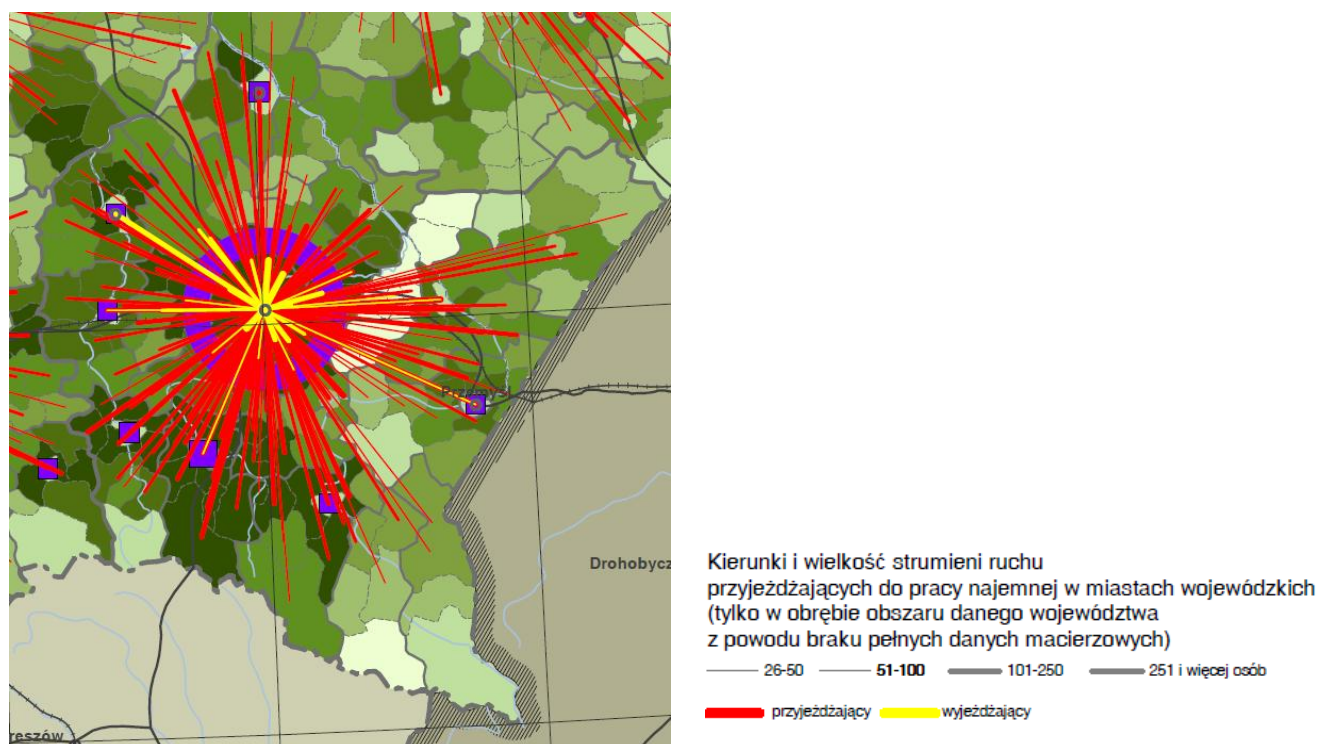 Przemyśl
Drohobycz
reszów
Kierunki i wielkość strumieni ruchu
przyjeżdżających do pracy najemnej w miastach wojewódzkich
(tylko w obrębie obszaru danego województwa
z powodu braku pełnych danych macierzowych)
26-50 51-100 101-250 251 i więcej osób
przyjeżdżający wyjeżdżający